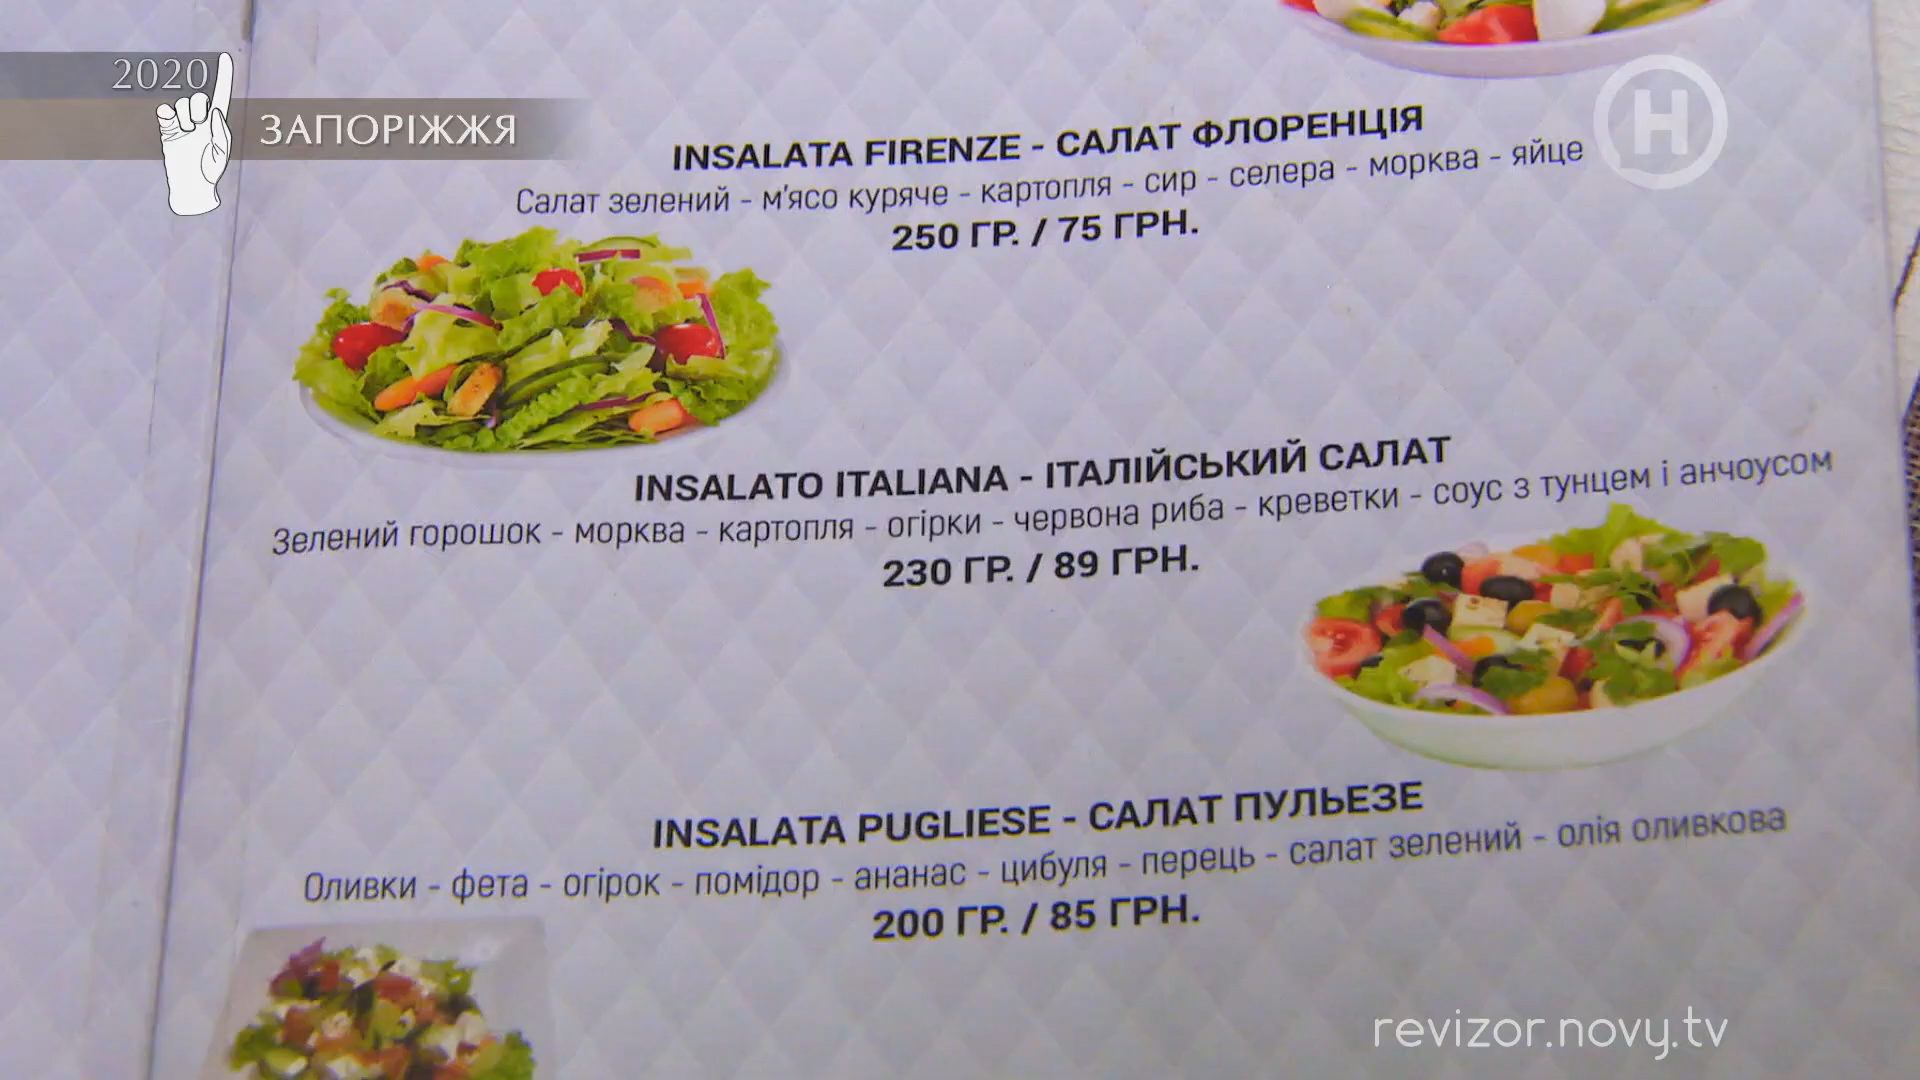 2020
ЗАПОРІЖЖЯ
Н
INSALATA FIRENZE - САЛАТ ФЛОРЕНЦІЯ
Салат зелений - м'ясо куряче - картопля - сир - селера - морква - яйце
250 ГР. / 75 ГРН.
INSALATO ITALIANA - ІТАЛІЙСЬКИЙ САЛАТ
Зелений горошок - морква - картопля - огірки - червона риба - креветки - соус з тунцем і анчоусом
230 ГР. / 89 ГРН.
INSALATA PUGLIESE - САЛАТ ПУЛЬЕЗЕ
Оливки - фета - огірок - помідор - ананас - цибуля - перець - салат зелений - олія оливкова
200 ГР. / 85 ГРН.
revizor.novy.tv